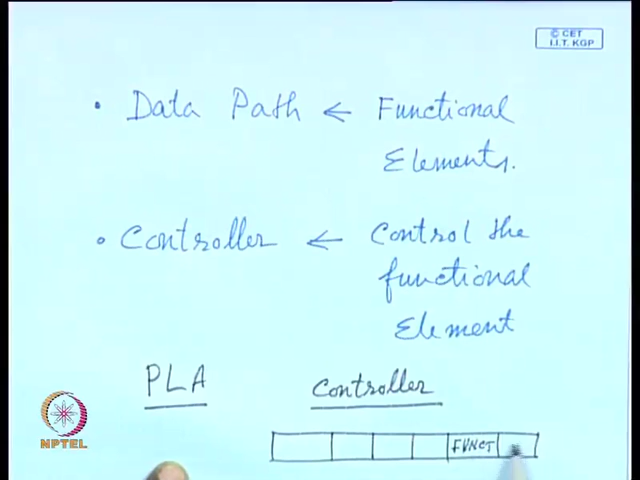 © CET
I.I.T. KGP
• Data Path ← Functional
Elements.
• Controller ← Control the
functional
Element
PLA Controller
FUNCT
NPTEL